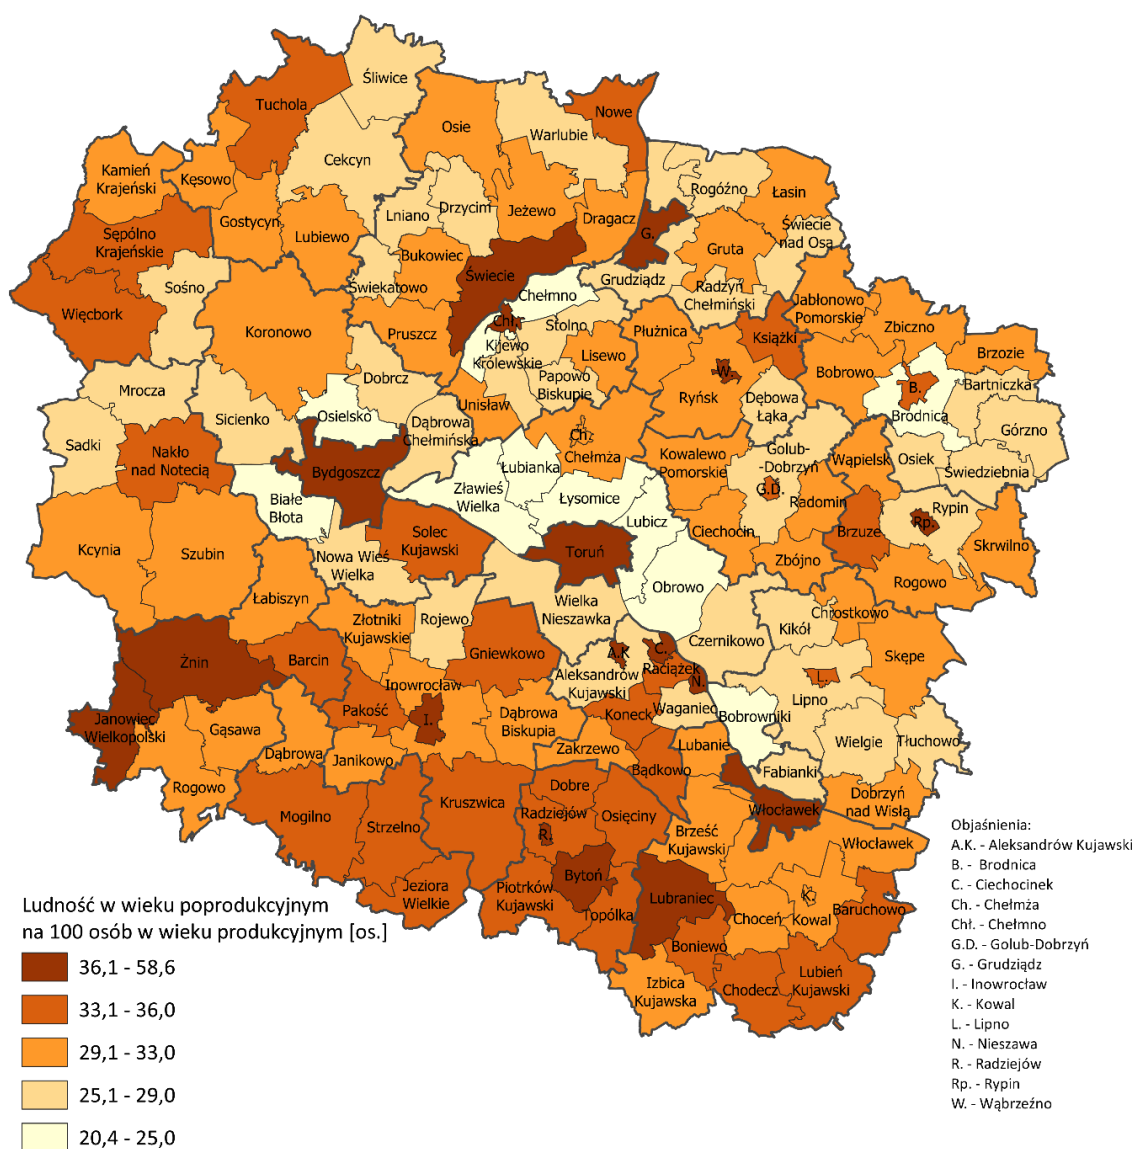 Śliwice
Tuchola
Nowe
Osie
Warlubie
Cekcyn
Kamień
Krajeński
Kęsowo
Rogóźno
Łasin
Lniano
Drzycim
Jeżewo
Dragacz
Gostycyn
Lubiewo
Sępólno
Krajeńskie
G.
Gruta
Świecie
nad Osą
Bukowiec
Świecie
Grudziądz
Radzyń
Chełmiński
Sośno
Świekatowo
Chełmno
Więcbork
Koronowo
Pruszcz
Chł.
Stolno
Płużnica
Książki
Jabłonowo
Pomorskie
Zbiczno
Kijewo
Królewskie
Lisewo
Brzozie
Dobrcz
Papowo
Biskupie
W.
Bobrowo
B.
Bartniczka
Mrocza
Sicienko
Osielsko
Unisław
Ryńsk
Dębowa
Łąka
Brodnica
Dąbrowa
Chełmińska
Ch.
Chełmża
Górzno
Sadki
Nakło
nad Notecią
Bydgoszcz
Łubianka
Kowalewo
Pomorskie
Golub-
-Dobrzyń
Wąpielsk
Osiek
Świedziebnia
Zławieś
Wielka
Łysomice
G.D.
Radomin
Rypin
Białe
Błota
Lubicz
Rp.
Kcynia
Szubin
Solec
Kujawski
Toruń
Ciechocin
Brzuze
Skrwilno
Nowa Wieś
Wielka
Zbójno
Rogowo
Obrowo
Łabiszyn
Złotniki
Kujawskie
Rojewo
Wielka
Nieszawka
Chrostkowo
Kikół
Czernikowo
Żnin
Barcin
Gniewkowo
A.K
C.
Raciążek
N.
Skępe
Aleksandrów
Kujawski
L.
Lipno
Inowrocław
Janowiec
Wielkopolski
Pakość
I.
Dąbrowa
Biskupia
Koneck
Waganiec
Bobrowniki
Gąsawa
Wielgie
Tłuchowo
Dąbrowa
Janikowo
Zakrzewo
Lubanie
Bądkowo
Fabianki
Rogowo
Dobrzyń
nad Wisłą
Mogilno
Strzelno
Kruszwica
Dobre
Radziejów
R.
Osięciny
Włocławek
Brześć
Kujawski
Włocławek
Jeziora
Wielkie
Bytoń
Piotrków
Kujawski
Topólka
Lubraniec
K.
Kowal
Choceń
Baruchowo
Boniewo
Izbica
Kujawska
Chodecz
Lubień
Kujawski
Ludność w wieku poprodukcyjnym
na 100 osób w wieku produkcyjnym [os.]
36,1 - 58,6
33,1 - 36,0
29,1 - 33,0
25,1 - 29,0
20,4 - 25,0
Objaśnienia:
A.K. - Aleksandrów Kujawski
B. - Brodnica
C. - Ciechocinek
Ch. - Chełmża
Chł. - Chełmno
G.D. - Golub-Dobrzyń
G. - Grudziądz
I. - Inowrocław
K. - Kowal
L. - Lipno
N. - Nieszawa
R. - Radziejów
Rp. - Rypin
W. - Wąbrzeźno